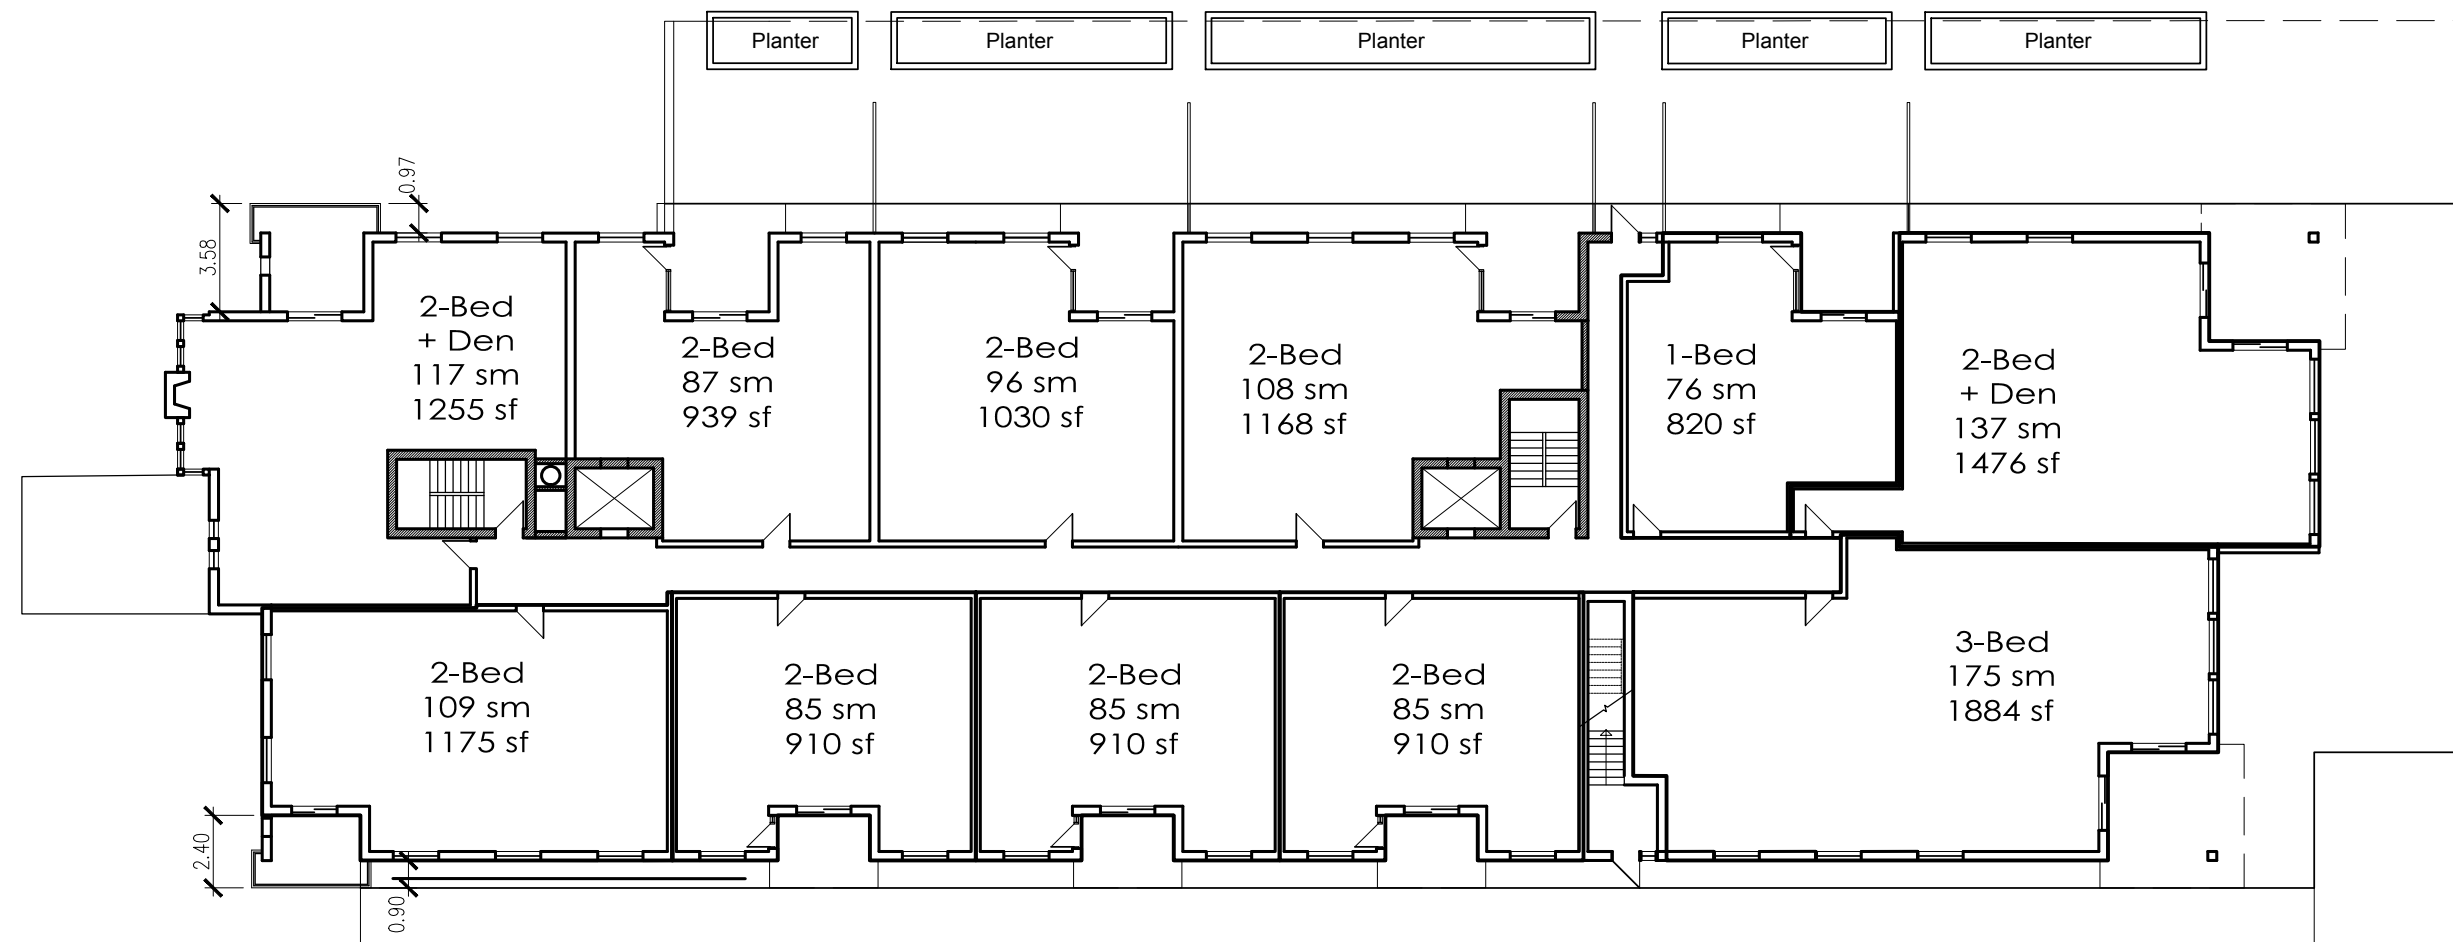 Planter
Planter
Planter
Planter
Planter
0.97
3.58
2-Bed
+ Den
117 sm
1255 sf
2-Bed
87 sm
939 sf
2-Bed
96 sm
1030 sf
2-Bed
108 sm
1168 sf
1-Bed
76 sm
820 sf
2-Bed
+ Den
137 sm
1476 sf
2-Bed
109 sm
1175 sf
2-Bed
85 sm
910 sf
2-Bed
85 sm
910 sf
2-Bed
85 sm
910 sf
3-Bed
175 sm
1884 sf
2.40
0.90